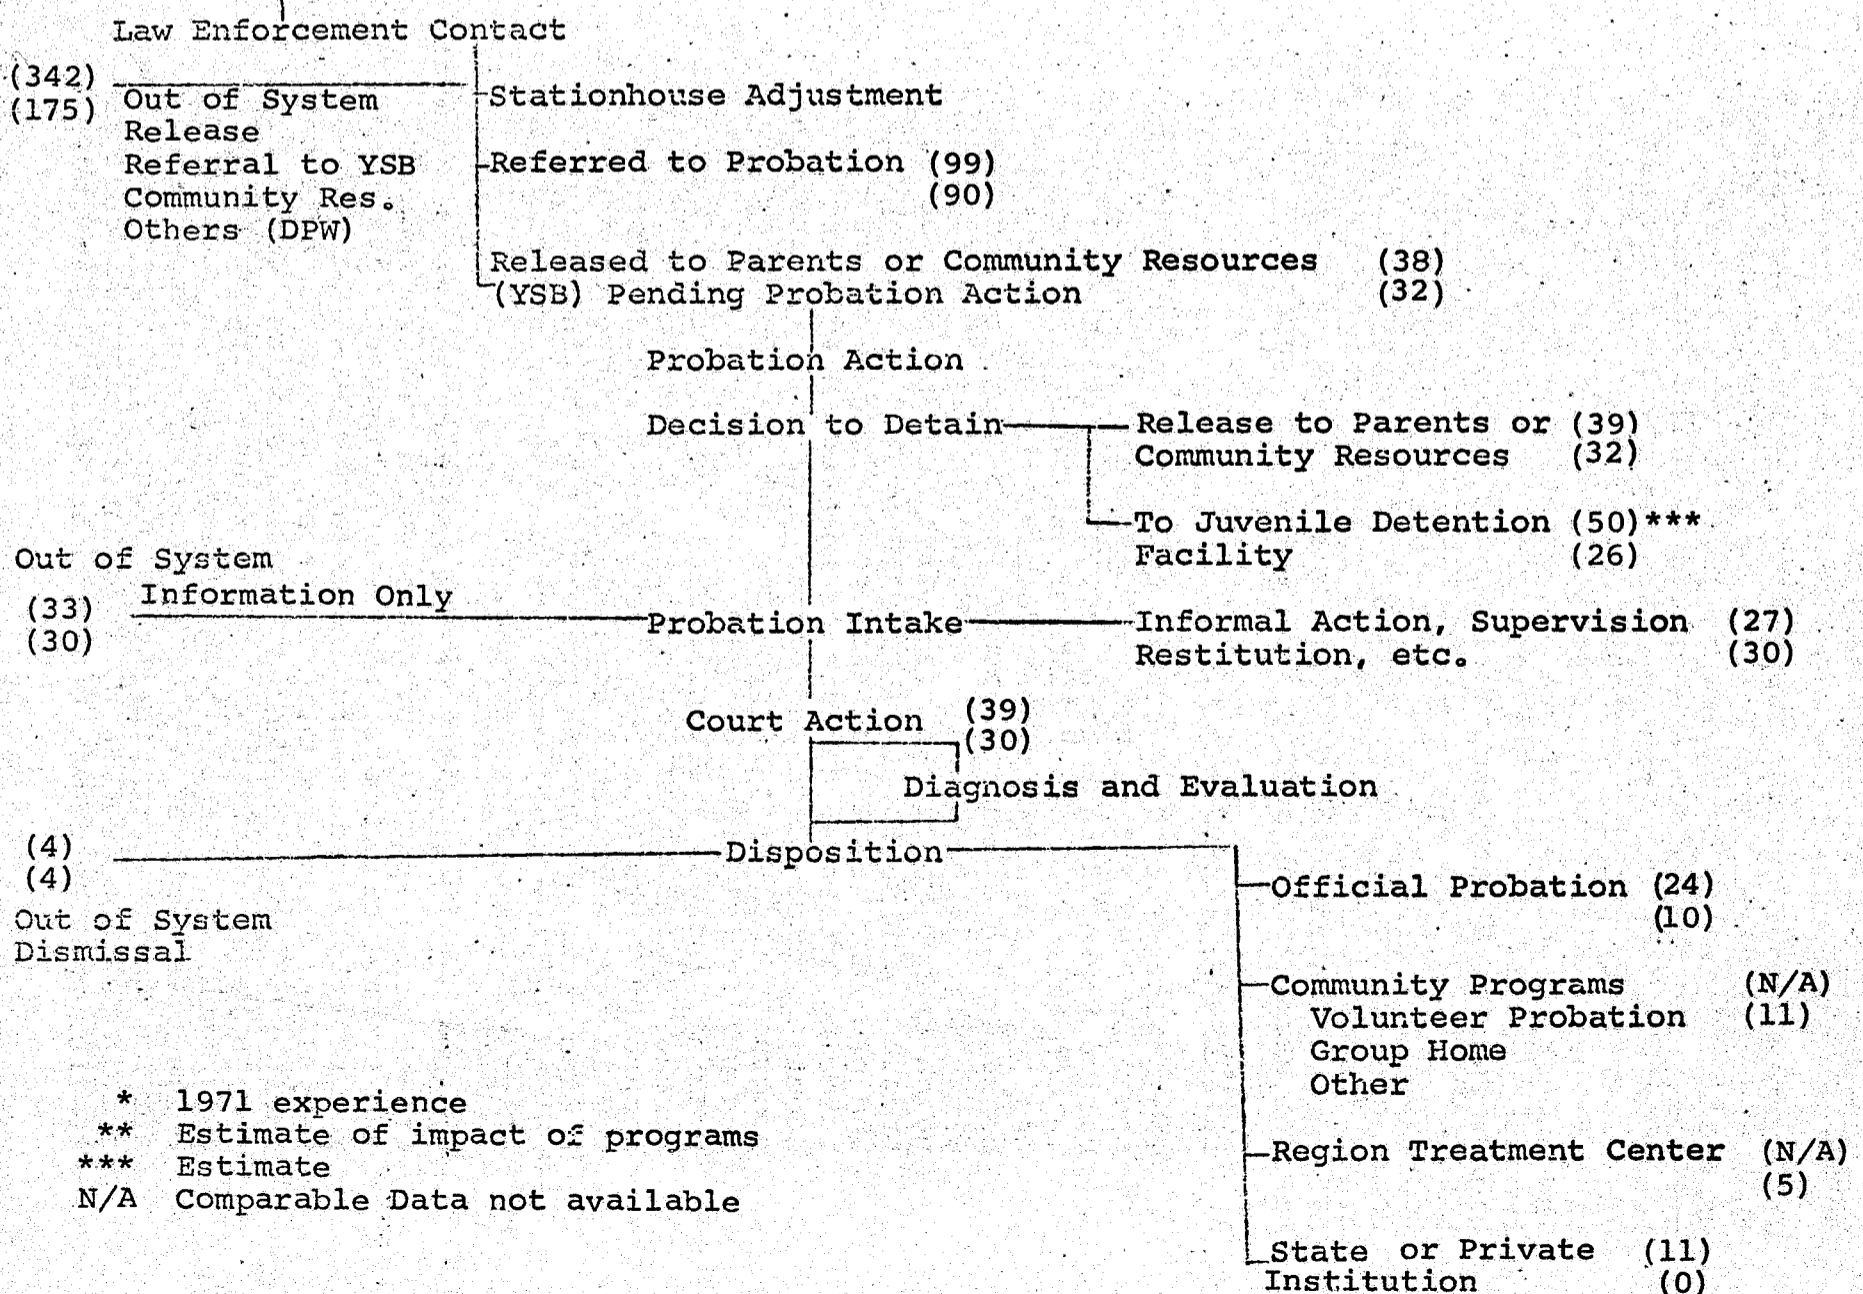 Law Enforcement Contact
(342)
(175)
Out of System
Release
Referral to YSB
Community Res.
Others (DPW)
Stationhouse Adjustment
Referred to Probation (99)
(90)
Released to Parents or Community Resources (38)
(YSB) Pending Probation Action (32)
Probation Action
Decision to Detain
Release to Parents or (39)
Community Resources (32)
To Juvenile Detention (50)***
Facility (26)
Out of System
(33) Information Only
(30)
Probation Intake
Informal Action, Supervision (27)
Restitution, etc. (30)
Court Action (39)
(30)
Diagnosis and Evaluation
(4)
(4)
Out of System
Dismissal
Disposition
Official Probation (24)
(10)
Community Programs (N/A)
Volunteer Probation (11)
Group Home
Other
Region Treatment Center (N/A)
(5)
State or Private (11)
Institution (0)
* 1971 experience
** Estimate of impact of programs
*** Estimate
N/A Comparable Data not available